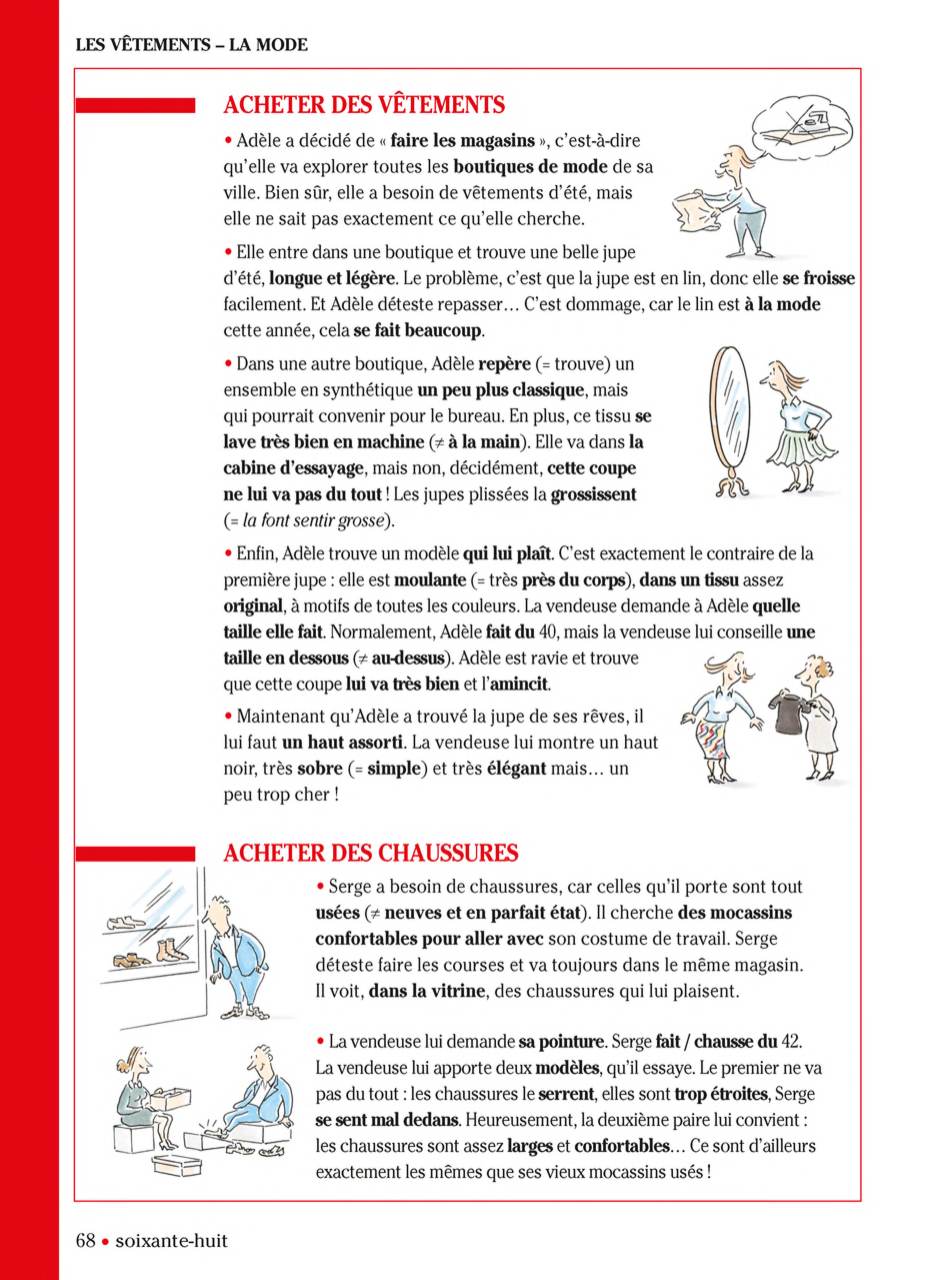 LES VÊTEMENTS – LA MODE
ACHETER DES VÊTEMENTS
• Adèle a décidé de « faire les magasins », c’est-à-dire
qu’elle va explorer toutes les boutiques de mode de sa
ville. Bien sûr, elle a besoin de vêtements d’été, mais
elle ne sait pas exactement ce qu’elle cherche.
• Elle entre dans une boutique et trouve une belle jupe
d’été, longue et légère. Le problème, c’est que la jupe est en lin, donc elle se froisse
facilement. Et Adèle déteste repasser… C’est dommage, car le lin est à la mode
cette année, cela se fait beaucoup.
• Dans une autre boutique, Adèle repère (= trouve) un
ensemble en synthétique un peu plus classique, mais
qui pourrait convenir pour le bureau. En plus, ce tissu se
lave très bien en machine (≠ à la main). Elle va dans la
cabine d’essayage, mais non, décidément, cette coupe
ne lui va pas du tout ! Les jupes plissées la grossissent
(= la font sentir grosse).
• Enfin, Adèle trouve un modèle qui lui plaît. C’est exactement le contraire de la
première jupe : elle est moulante (= très près du corps), dans un tissu assez
original, à motifs de toutes les couleurs. La vendeuse demande à Adèle quelle
taille elle fait. Normalement, Adèle fait du 40, mais la vendeuse lui conseille une
taille en dessous (≠ au-dessus). Adèle est ravie et trouve
que cette coupe lui va très bien et l’amincit.
• Maintenant qu’Adèle a trouvé la jupe de ses rêves, il
lui faut un haut assorti. La vendeuse lui montre un haut
noir, très sobre (= simple) et très élégant mais… un
peu trop cher !
ACHETER DES CHAUSSURES
• Serge a besoin de chaussures, car celles qu’il porte sont tout
usées (≠ neuves et en parfait état). Il cherche des mocassins
confortables pour aller avec son costume de travail. Serge
déteste faire les courses et va toujours dans le même magasin.
Il voit, dans la vitrine, des chaussures qui lui plaisent.
• La vendeuse lui demande sa pointure. Serge fait / chausse du 42.
La vendeuse lui apporte deux modèles, qu’il essaye. Le premier ne va
pas du tout : les chaussures le serrent, elles sont trop étroites, Serge
se sent mal dedans. Heureusement, la deuxième paire lui convient :
les chaussures sont assez larges et confortables… Ce sont d’ailleurs
exactement les mêmes que ses vieux mocassins usés !
68 • soixante-huit